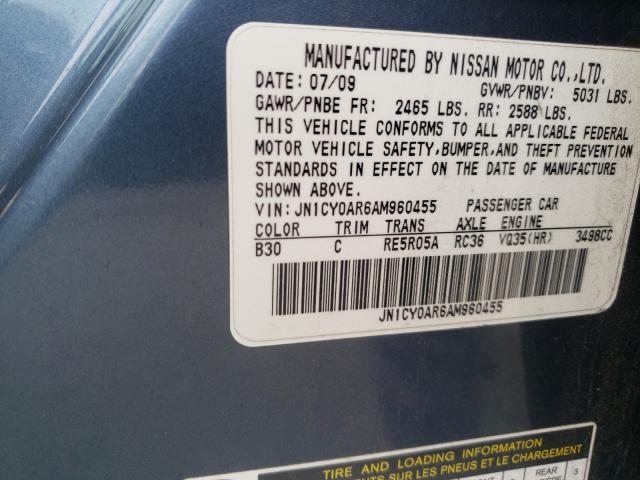 MANUFACTURED BY NISSAN MOTOR CO.,LTD.
DATE: 07/09 GVWR/PNBV: 5031 LBS.
GAWR/PNBE FR: 2465 LBS. RR: 2588 LBS.
THIS VEHICLE CONFORMS TO ALL APPLICABLE FEDERAL
MOTOR VEHICLE SAFETY,BUMPER,AND THEFT PREVENTION
STANDARDS IN EFFECT ON THE DATE OF MANUFACTURE
SHOWN ABOVE.
VIN: JN1CY0AR6AM960455 PASSENGER CAR
COLOR TRIM TRANS AXLE ENGINE
B30 C RE5R05A RC36 VQ35(HR) 3498CC
JN1CY0AR6AM960455
TIRE AND LOADING INFORMATION
SUR LES PNEUS ET LE CHARGEMENT
REAR 3